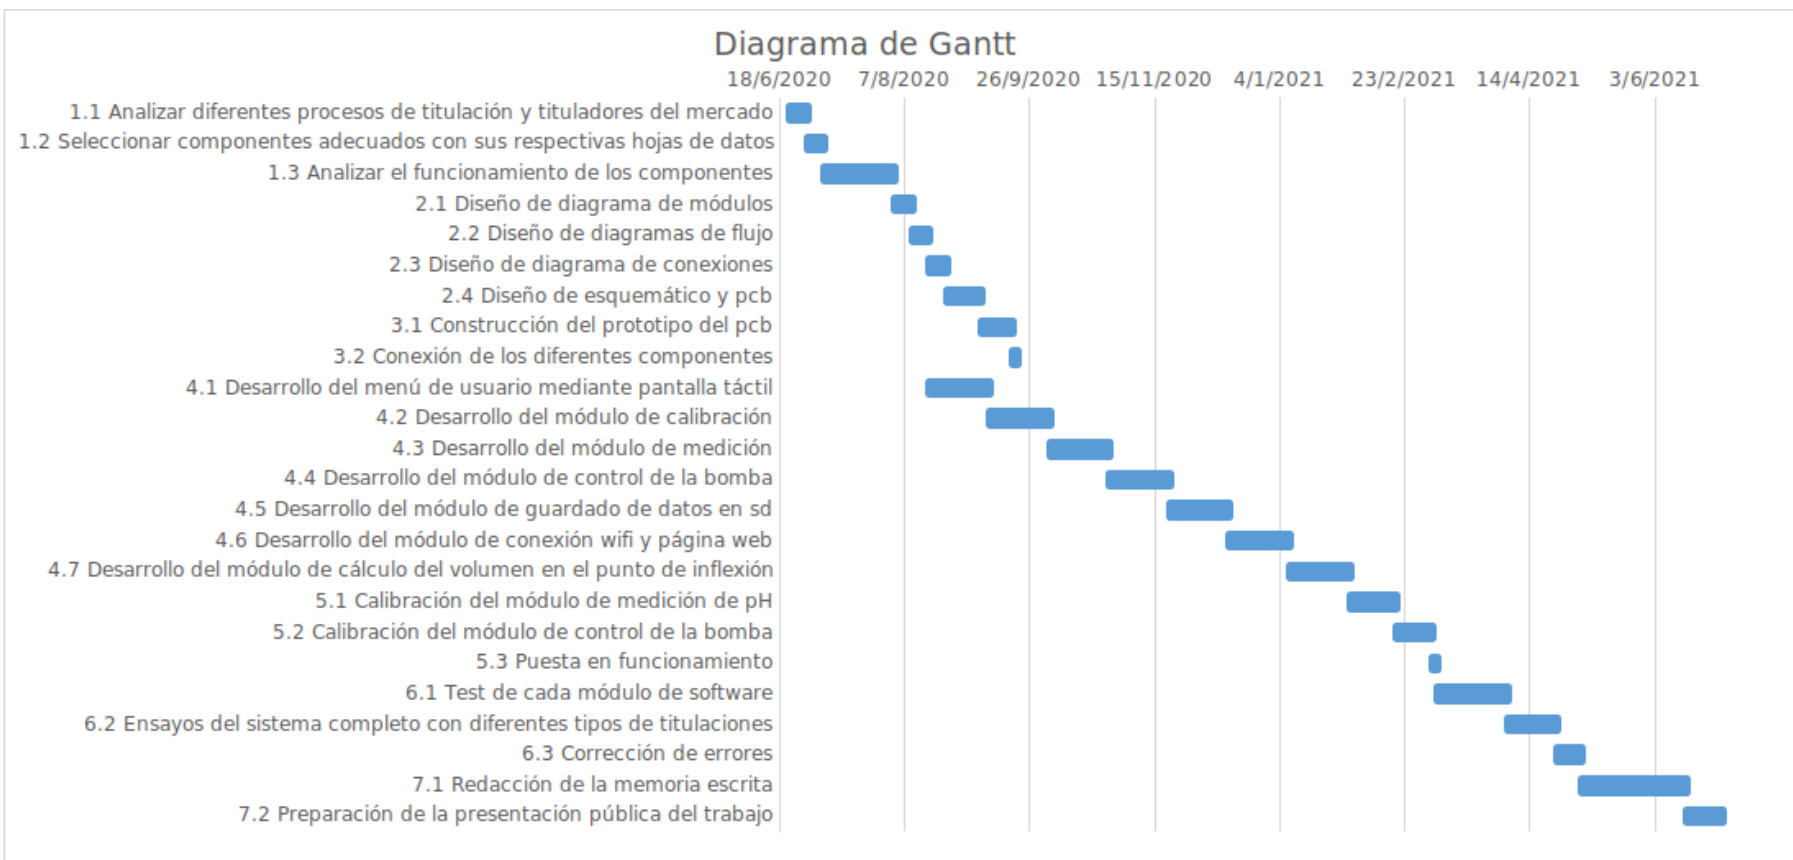 Diagrama de Gantt
18/6/2020 7/8/2020 26/9/2020 15/11/2020 4/1/2021 23/2/2021 14/4/2021 3/6/2021
1.1 Analizar diferentes procesos de titulación y tituladores del mercado
1.2 Seleccionar componentes adecuados con sus respectivas hojas de datos
1.3 Analizar el funcionamiento de los componentes
2.1 Diseño de diagrama de módulos
2.2 Diseño de diagramas de flujo
2.3 Diseño de diagrama de conexiones
2.4 Diseño de esquemático y pcb
3.1 Construcción del prototipo del pcb
3.2 Conexión de los diferentes componentes
4.1 Desarrollo del menú de usuario mediante pantalla táctil
4.2 Desarrollo del módulo de calibración
4.3 Desarrollo del módulo de medición
4.4 Desarrollo del módulo de control de la bomba
4.5 Desarrollo del módulo de guardado de datos en sd
4.6 Desarrollo del módulo de conexión wifi y página web
4.7 Desarrollo del módulo de cálculo del volumen en el punto de inflexión
5.1 Calibración del módulo de medición de pH
5.2 Calibración del módulo de control de la bomba
5.3 Puesta en funcionamiento
6.1 Test de cada módulo de software
6.2 Ensayos del sistema completo con diferentes tipos de titulaciones
6.3 Corrección de errores
7.1 Redacción de la memoria escrita
7.2 Preparación de la presentación pública del trabajo